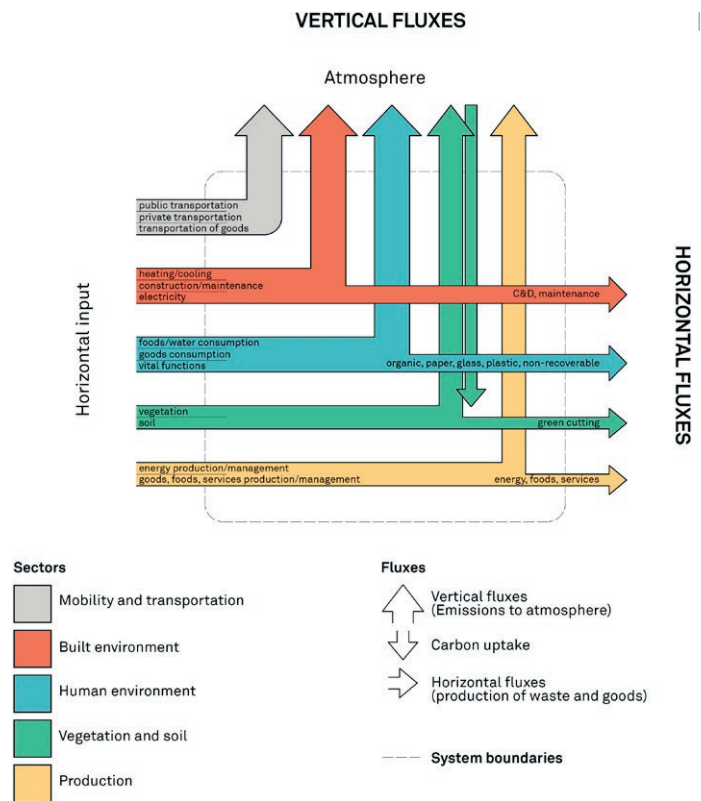 VERTICAL FLUXES
Atmosphere
public transportation
private transportation
transportation of goods
heating/cooling
construction/maintenance
electricity
C&D, maintenance
Horizontal input
HORIZONTAL FLUXES
foods/water consumption
goods consumption
vital functions
organic, paper, glass, plastic, non-recoverable
vegetation
soil
green cutting
energy production/management
goods, foods, services production/management
energy, foods, services
Sectors
Mobility and transportation
Built environment
Human environment
Vegetation and soil
Production
Fluxes
Vertical fluxes
(Emissions to atmosphere)
Carbon uptake
Horizontal fluxes
(production of waste and goods)
System boundaries